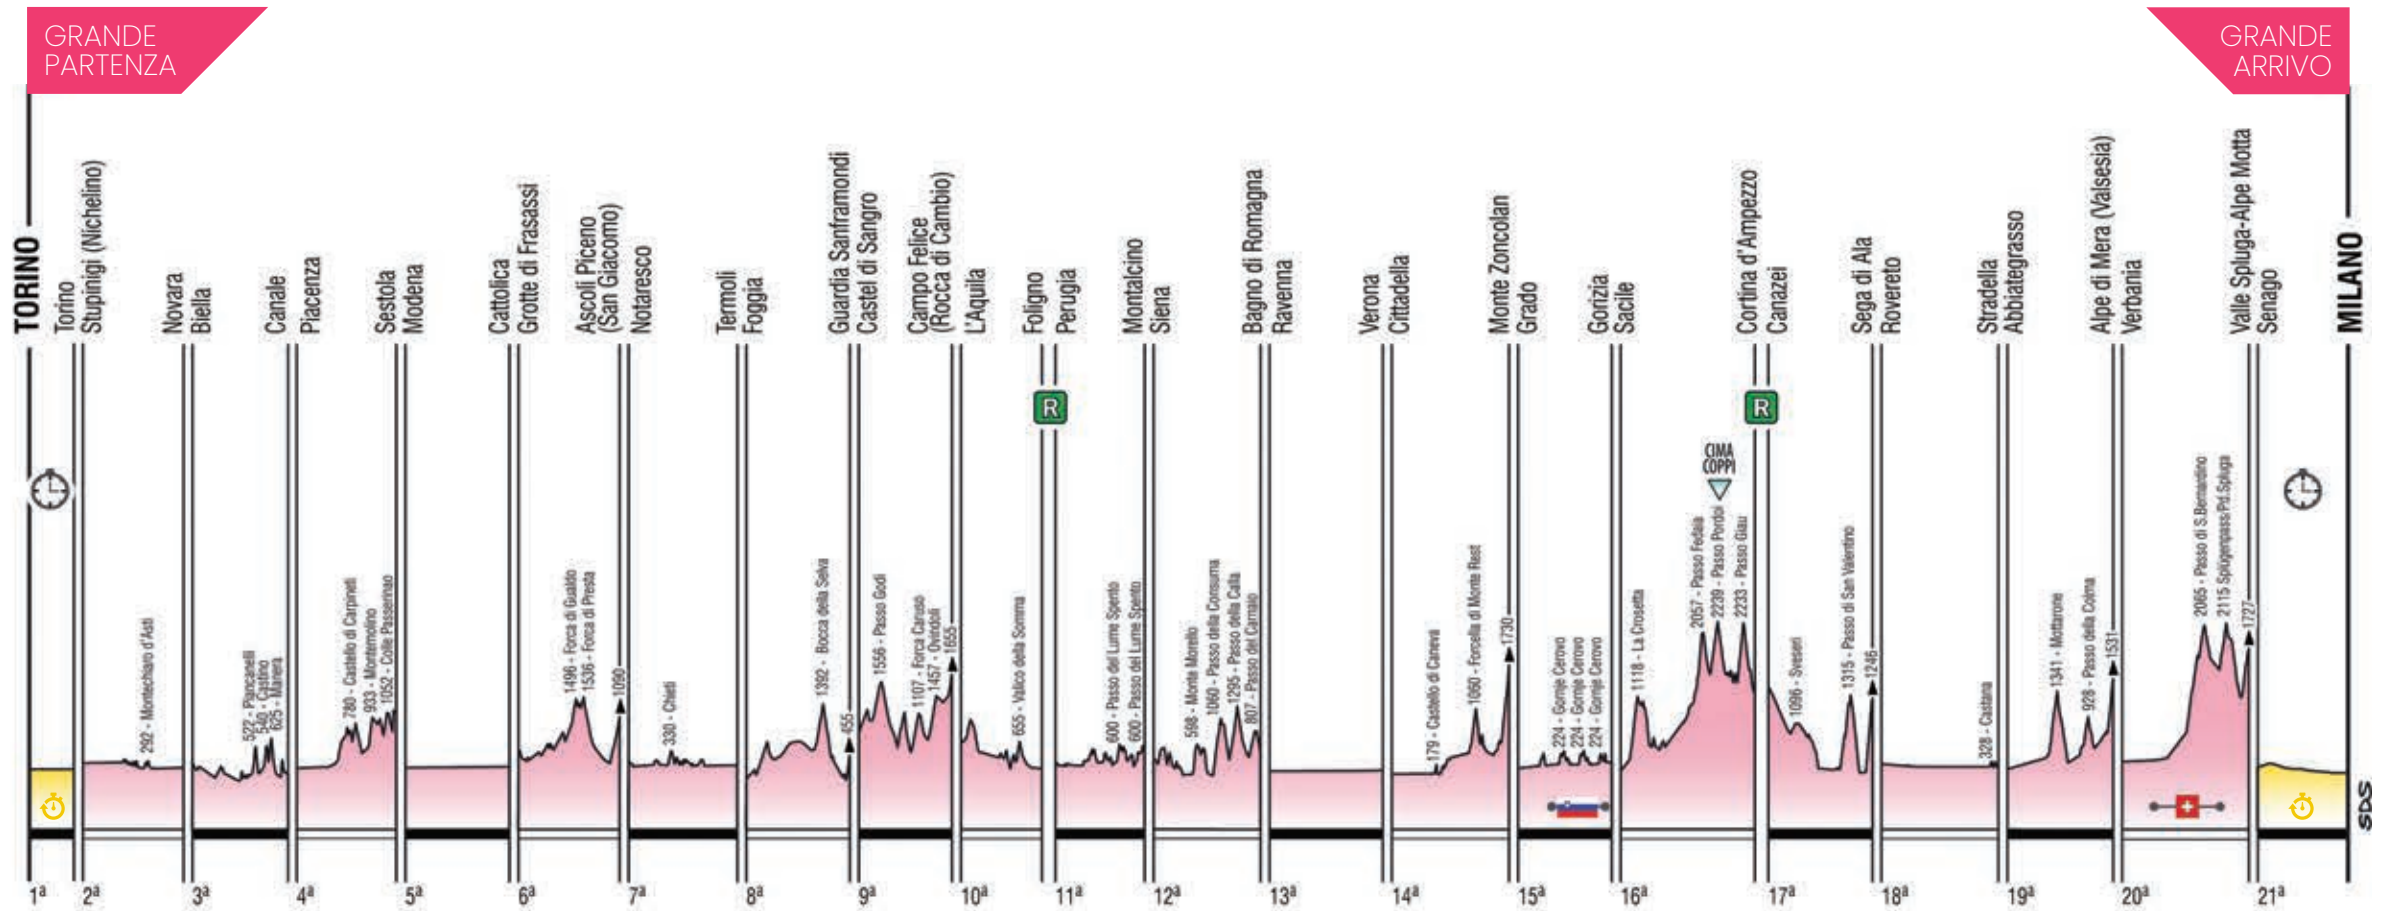 GRANDE
PARTENZA
GRANDE
ARRIVO
TORINO
Torino
Stupinigi (Nichelino)
Novara
Biella
Canale
Piacenza
Sestola
Modena
Cattolica
Grotte di Frasassi
Ascoli Piceno
(San Giacomo)
Notaresco
Termoli
Foggia
Guardia Sanframondi
Castel di Sangro
Campo Felice
(Rocca di Cambio)
L'Aquila
Foligno
Perugia
Montalcino
Siena
Bagno di Romagna
Ravenna
Verona
Cittadella
Monte Zoncolan
Grado
Gorizia
Sacile
Cortina d'Ampezzo
Canazei
Sega di Ala
Rovereto
Stradella
Abbiategrasso
Alpe di Mera (Valsesia)
Verbania
Valle Spluga-Alpe Motta
Senago
MILANO
R
R
CIMA
COPPI
292 - Montechiaro d'Asti
522 - Piancanelli
540 - Castino
625 - Manera
780 - Castello di Carpineti
933 - Montemolino
1052 - Colle Passerino
1496 - Forca di Gualdo
1536 - Forca di Presta
1090
330 - Chieti
1392 - Bocca della Selva
455
1556 - Passo Godi
1107 - Forca Caruso
1457 - Ovindoli
1655
655 - Valico della Somma
600 - Passo del Lume Spento
600 - Passo del Lume Spento
598 - Monte Morello
1060 - Passo della Consuma
1295 - Passo della Calla
807 - Passo del Carnaio
179 - Castello di Caneva
1060 - Forcella di Monte Rest
1730
224 - Gornje Cerovo
224 - Gornje Cerovo
224 - Gornje Cerovo
1118 - La Crosetta
2057 - Passo Fedaia
2239 - Passo Pordoi
2233 - Passo Giau
1096 - Sveseri
1315 - Passo di San Valentino
1246
328 - Castana
1341 - Mottarone
928 - Passo della Colma
1531
2065 - Passo di S.Bernardino
2115 Splügenpass/P.d.Spluga
1727
SDS
1ª
2ª
3ª
4ª
5ª
6ª
7ª
8ª
9ª
10ª
11ª
12ª
13ª
14ª
15ª
16ª
17ª
18ª
19ª
20ª
21ª